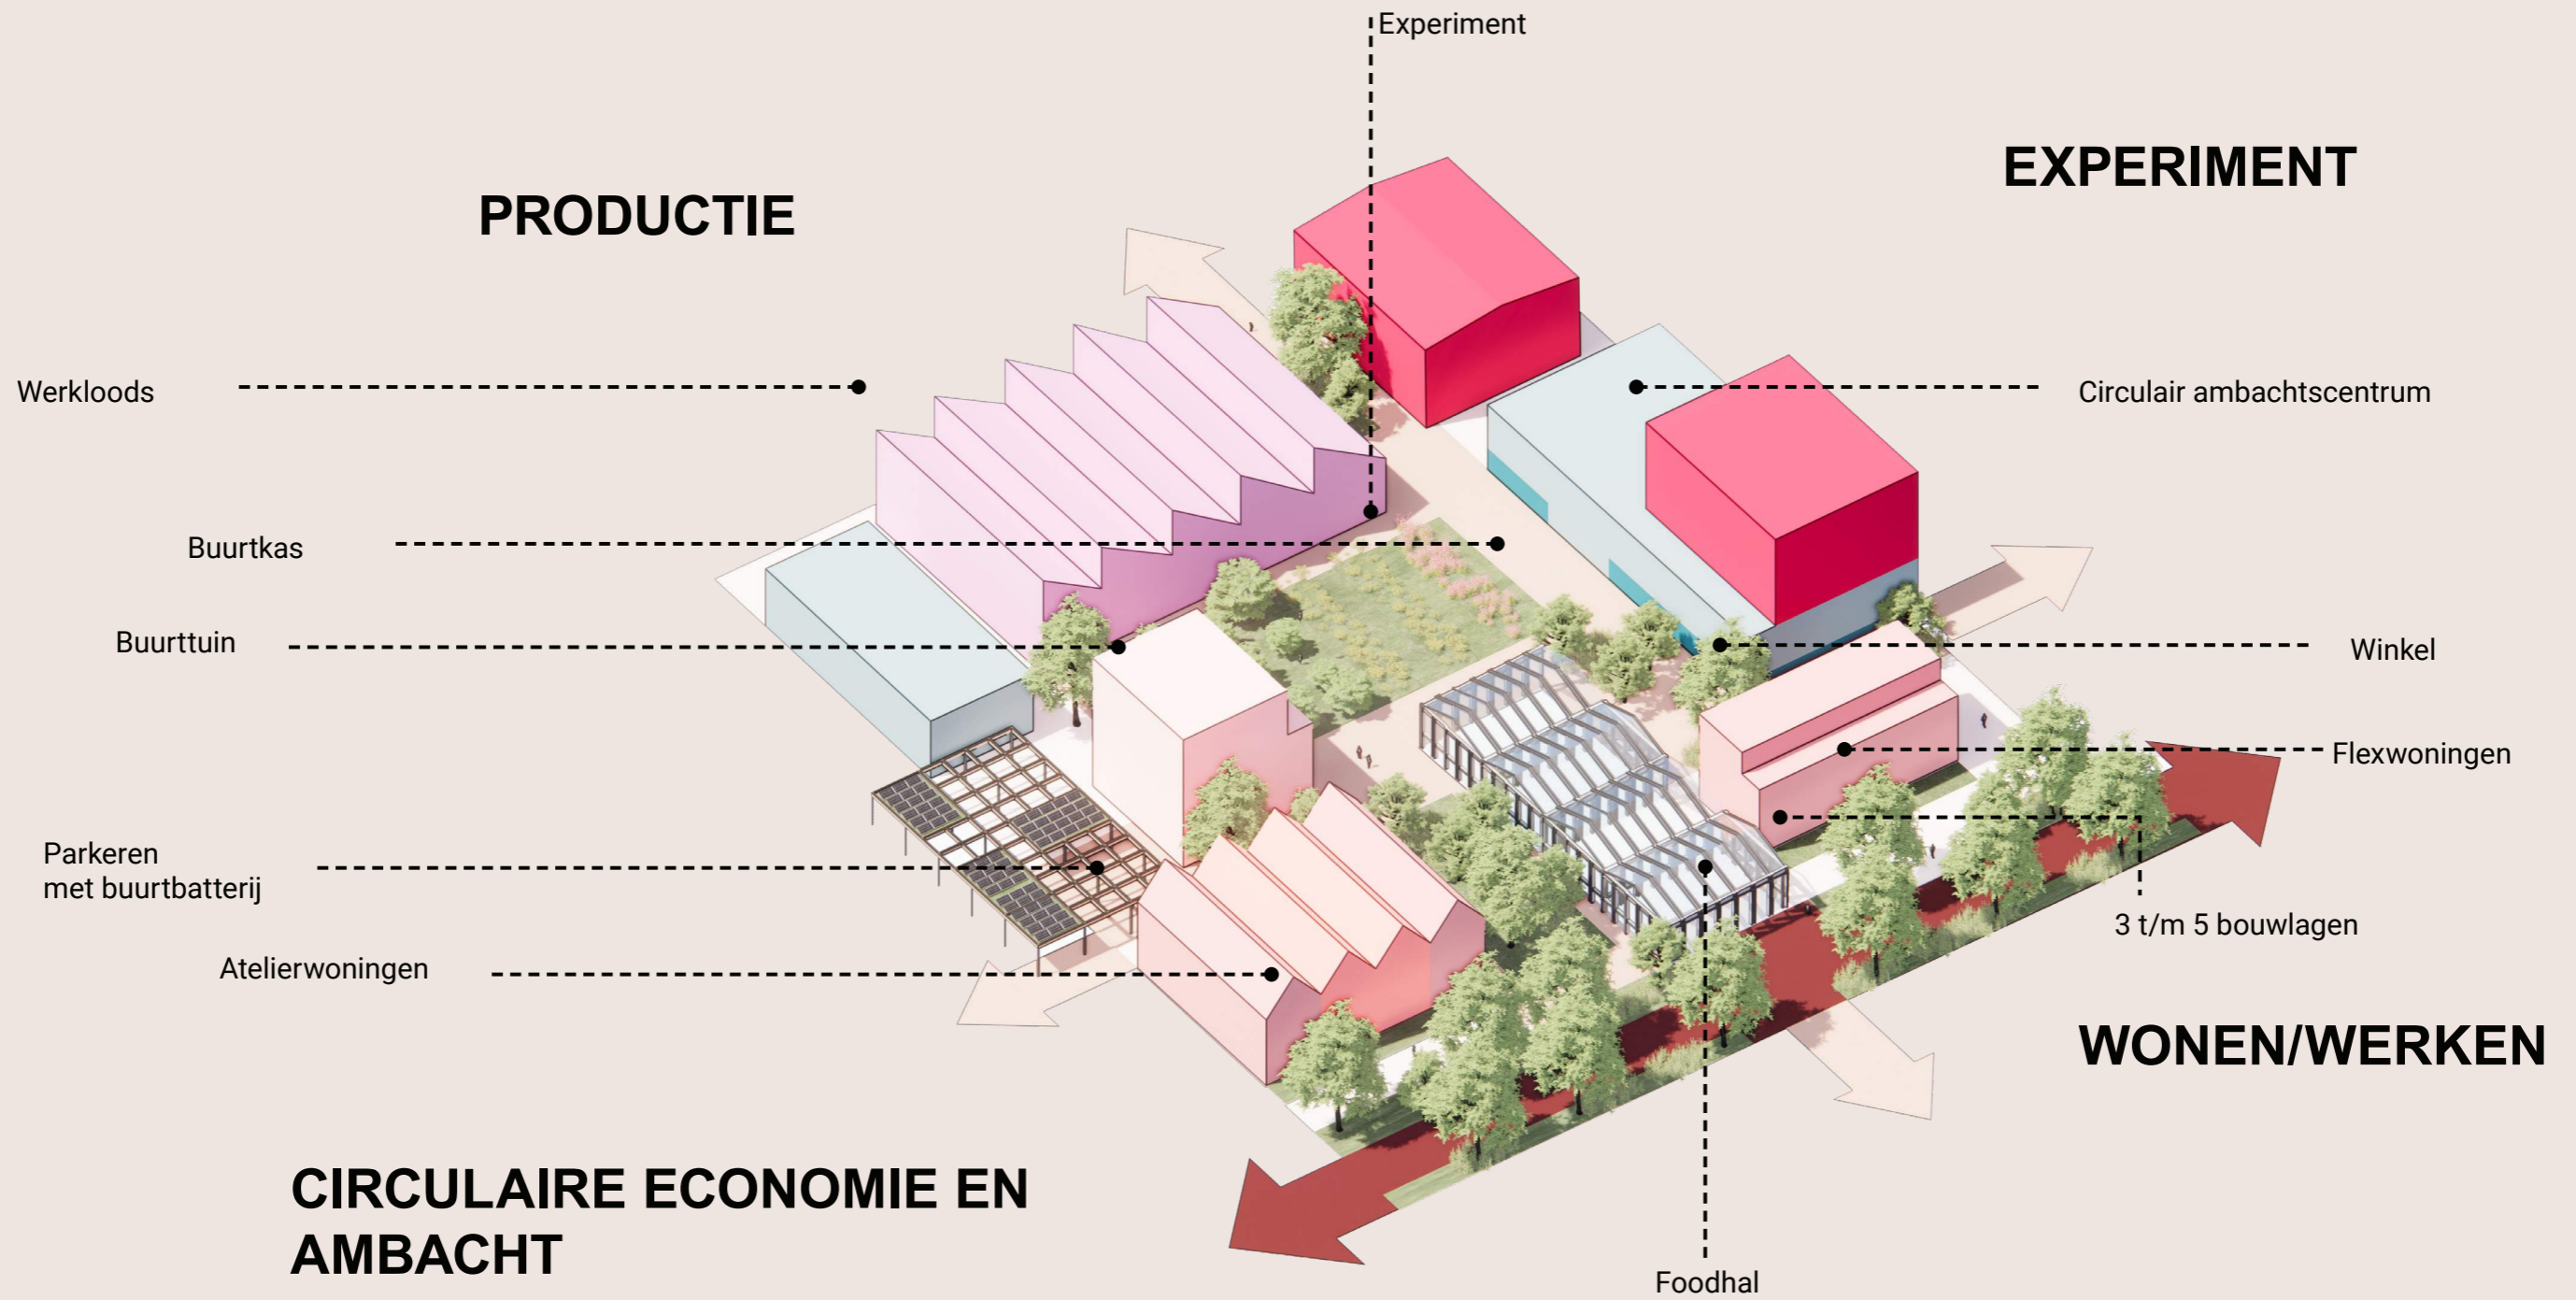 Experiment
EXPERIMENT
PRODUCTIE
Werkloods
Circulair ambachtscentrum
Buurtkas
Buurttuin
Winkel
Flexwoningen
Parkeren
met buurtbatterij
3 t/m 5 bouwlagen
Atelierwoningen
WONEN/WERKEN
CIRCULAIRE ECONOMIE EN
AMBACHT
Foodhal